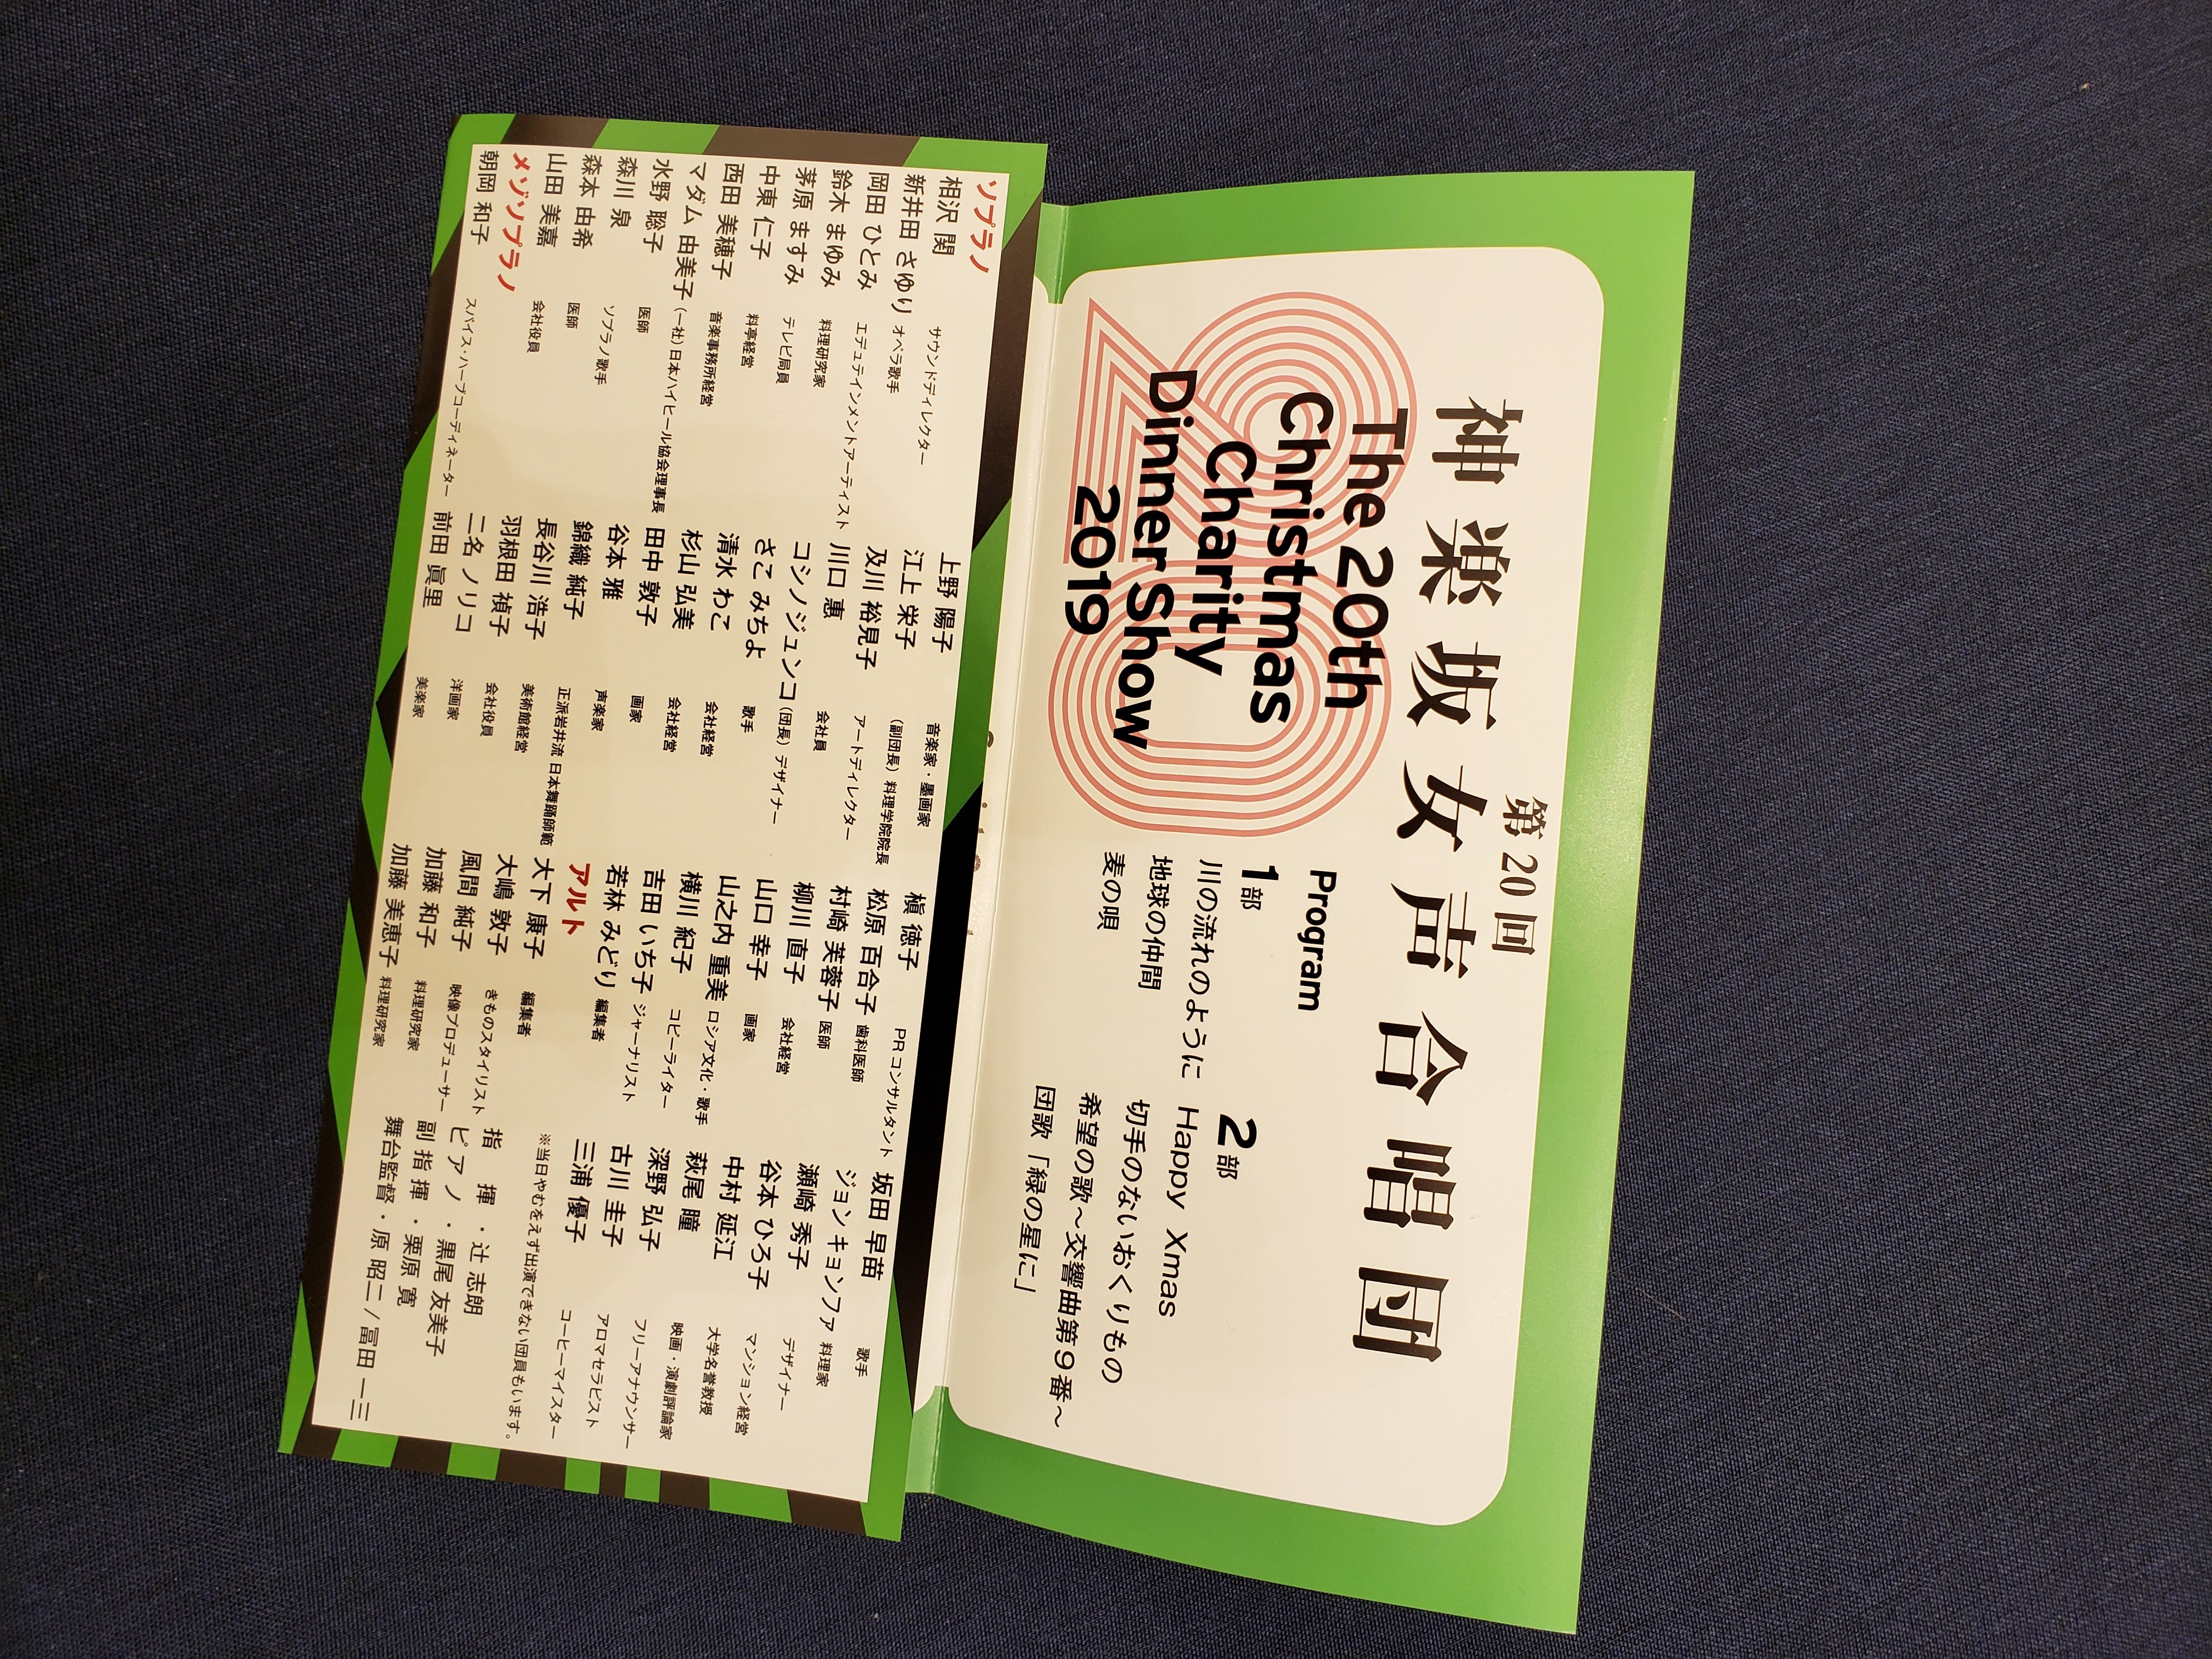 第20回
神楽坂女声合唱団
The 20th
Christmas
Charity
Dinner Show
2019
Program
1部
川の流れのように
地球の仲間
麦の唄
2部
Happy Xmas
切手のないおくりもの
希望の歌～交響曲第9番～
団歌「緑の星に」
ソプラノ
相沢 関 サウンドディレクター
新井田 さゆり オペラ歌手
岡田 ひとみ エデュテインメントアーティスト
鈴木 まゆみ 料理研究家
茅原 ますみ テレビ局員
中東 仁子 料亭経営
西田 美穂子 音楽事務所経営
マダム 由美子 (一社)日本ハイヒール協会理事長
水野 聡子 医師
森川 泉 ソプラノ歌手
森本 由希 医師
山田 美嘉 会社役員
メゾソプラノ
朝岡 和子 スパイス・ハーブコーディネーター
上野 陽子 音楽家・墨画家
江上 栄子 (副団長) 料理学院院長
及川 裕見子 アートディレクター
川口 恵 会社員
コシノジュンコ (団長) デザイナー
さこ みちよ 歌手
清水 わこ 会社経営
杉山 弘美 会社経営
田中 敦子 画家
谷本 雅 声楽家
錦織 純子 正派岩井流 日本舞踊師範
長谷川 浩子 美術館経営
羽根田 禎子 会社役員
二名 ノリコ 洋画家
前田 眞里 美楽家
槇 徳子 PRコンサルタント
松原 百合子 歯科医師
村崎 芙蓉子 医師
柳川 直子 会社経営
山口 幸子 画家
山之内 重美 ロシア文化・歌手
横川 紀子 コピーライター
吉田 いち子 ジャーナリスト
若林 みどり 編集者
アルト
大下 康子 編集者
大嶋 敦子 きものスタイリスト
風間 純子 映像プロデューサー
加藤 和子 料理研究家
加藤 美恵子 料理研究家
坂田 早苗 歌手
ジョン キョンファ 料理家
瀬崎 秀子 デザイナー
谷本 ひろ子 マンション経営
中村 延江 大学名誉教授
萩尾 瞳 映画・演劇評論家
深野 弘子 フリーアナウンサー
古川 圭子 アロマセラピスト
三浦 優子 コーヒーマイスター
※当日やむをえず出演できない団員もいます。
指 揮 ・辻 志朗
ピアノ ・黒尾 友美子
副指揮 ・栗原 寛
舞台監督・原 昭二/冨田 一三